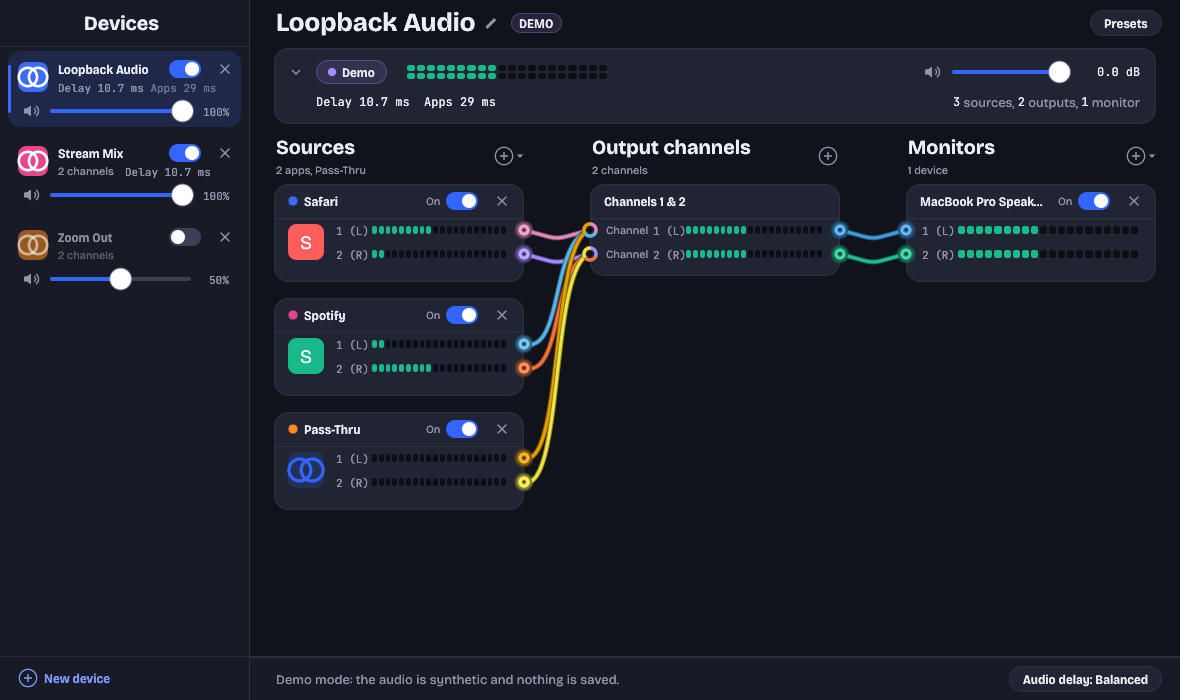 Devices
Loopback Audio
Delay 10.7 ms Apps 29 ms
100%
Stream Mix
2 channels Delay 10.7 ms
100%
Zoom Out
2 channels
50%
New device
Loopback Audio DEMO Presets
Demo 0.0 dB
Delay 10.7 ms Apps 29 ms 3 sources, 2 outputs, 1 monitor
Sources
2 apps, Pass-Thru
Safari On
S
1 (L)
2 (R)
Spotify On
S
1 (L)
2 (R)
Pass-Thru On
1 (L)
2 (R)
Output channels
2 channels
Channels 1 & 2
Channel 1 (L)
Channel 2 (R)
Monitors
1 device
MacBook Pro Speak... On
1 (L)
2 (R)
Demo mode: the audio is synthetic and nothing is saved. Audio delay: Balanced